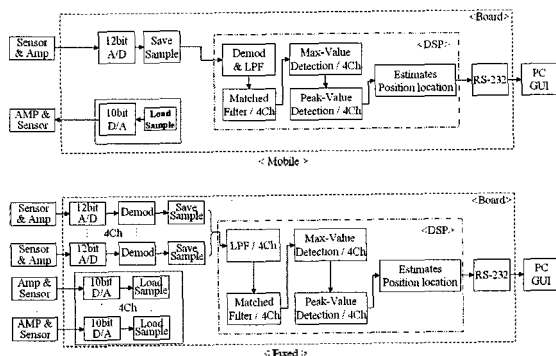 <Board>
Sensor & Amp
12bit A/D
Save Sample
<DSP>
Demod & LPF
Max-Value Detection / 4Ch
Estimates Position location
RS-232
PC GUI
Matched Filter / 4Ch
Peak-Value Detection / 4Ch
AMP & Sensor
10bit D/A
Load Sample
< Mobile >
<Board>
Sensor & Amp
12bit A/D
Demod
Save Sample
4Ch
<DSP>
Sensor & Amp
12bit A/D
Demod
Save Sample
LPF / 4Ch
Max-Value Detection / 4Ch
Estimates Position location
RS-232
PC GUI
Amp & Sensor
10bit D/A
Load Sample
4Ch
Matched Filter / 4Ch
Peak-Value Detection / 4Ch
AMP & Sensor
10bit D/A
Load Sample
< Fixed >